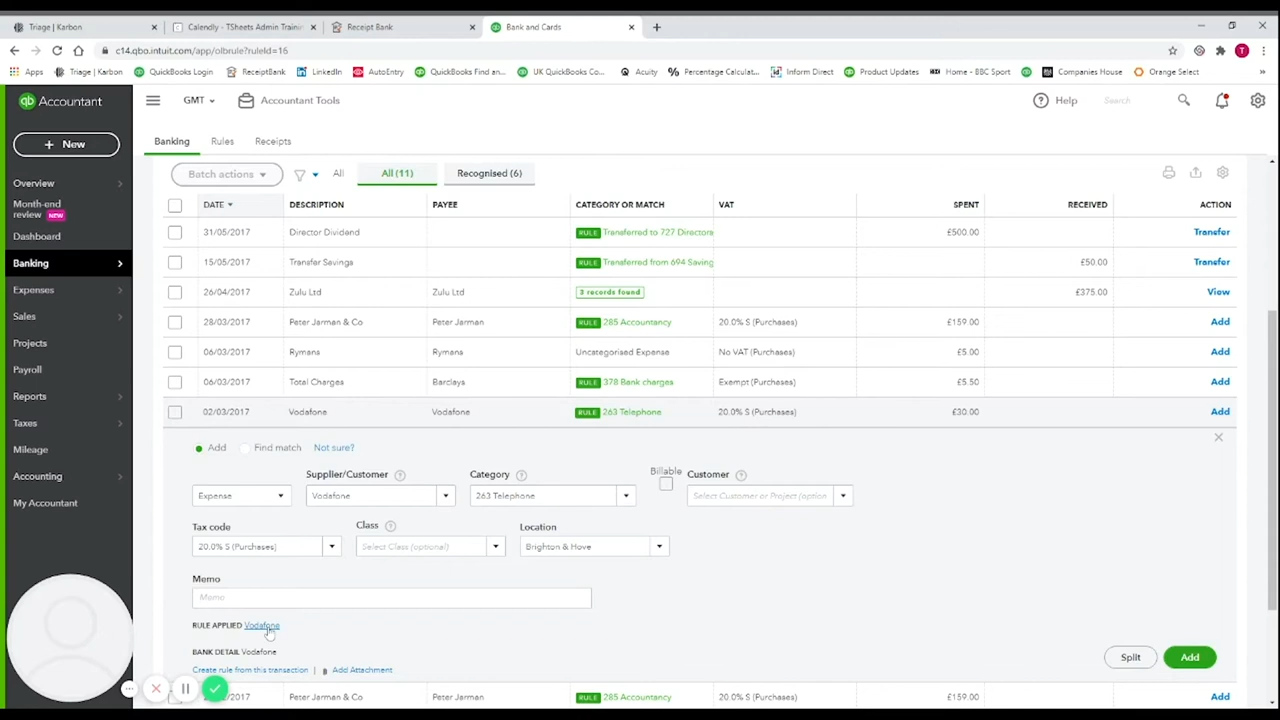 Triage | Karbon
Calendly - TSheets Admin Trainin
Receipt Bank
Bank and Cards
c14.qbo.intuit.com/app/olbrule?ruleId=16
T
Apps
Triage | Karbon
QuickBooks Login
ReceiptBank
LinkedIn
AutoEntry
QuickBooks Find an...
UK QuickBooks Co...
Acuity
Percentage Calculat...
Inform Direct
Product Updates
Home - BBC Sport
Companies House
Orange Select
qb Accountant
GMT
Accountant Tools
Help
Search
+ New
Banking Rules Receipts
Overview
Month-end
review NEW
Dashboard
Banking
Expenses
Sales
Projects
Payroll
Reports
Taxes
Mileage
Accounting
My Accountant
Batch actions
All
All (11)
Recognised (6)
DATE DESCRIPTION PAYEE CATEGORY OR MATCH VAT SPENT RECEIVED ACTION
31/05/2017 Director Dividend RULE Transferred to 727 Directors £500.00 Transfer
15/05/2017 Transfer Savings RULE Transferred from 694 Saving £50.00 Transfer
26/04/2017 Zulu Ltd Zulu Ltd 3 records found £375.00 View
28/03/2017 Peter Jarman & Co Peter Jarman RULE 285 Accountancy 20.0% S (Purchases) £159.00 Add
06/03/2017 Rymans Rymans Uncategorised Expense No VAT (Purchases) £5.00 Add
06/03/2017 Total Charges Barclays RULE 378 Bank charges Exempt (Purchases) £5.50 Add
02/03/2017 Vodafone Vodafone RULE 263 Telephone 20.0% S (Purchases) £30.00 Add
Add Find match Not sure?
Supplier/Customer Category Billable Customer
Expense Vodafone 263 Telephone Select Customer or Project (option
Tax code Class Location
20.0% S (Purchases) Select Class (optional) Brighton & Hove
Memo
Memo
RULE APPLIED Vodafone
BANK DETAIL Vodafone
Split Add
Create rule from this transaction | Add Attachment
/2017 Peter Jarman & Co Peter Jarman RULE 285 Accountancy 20.0% S (Purchases) £159.00 Add